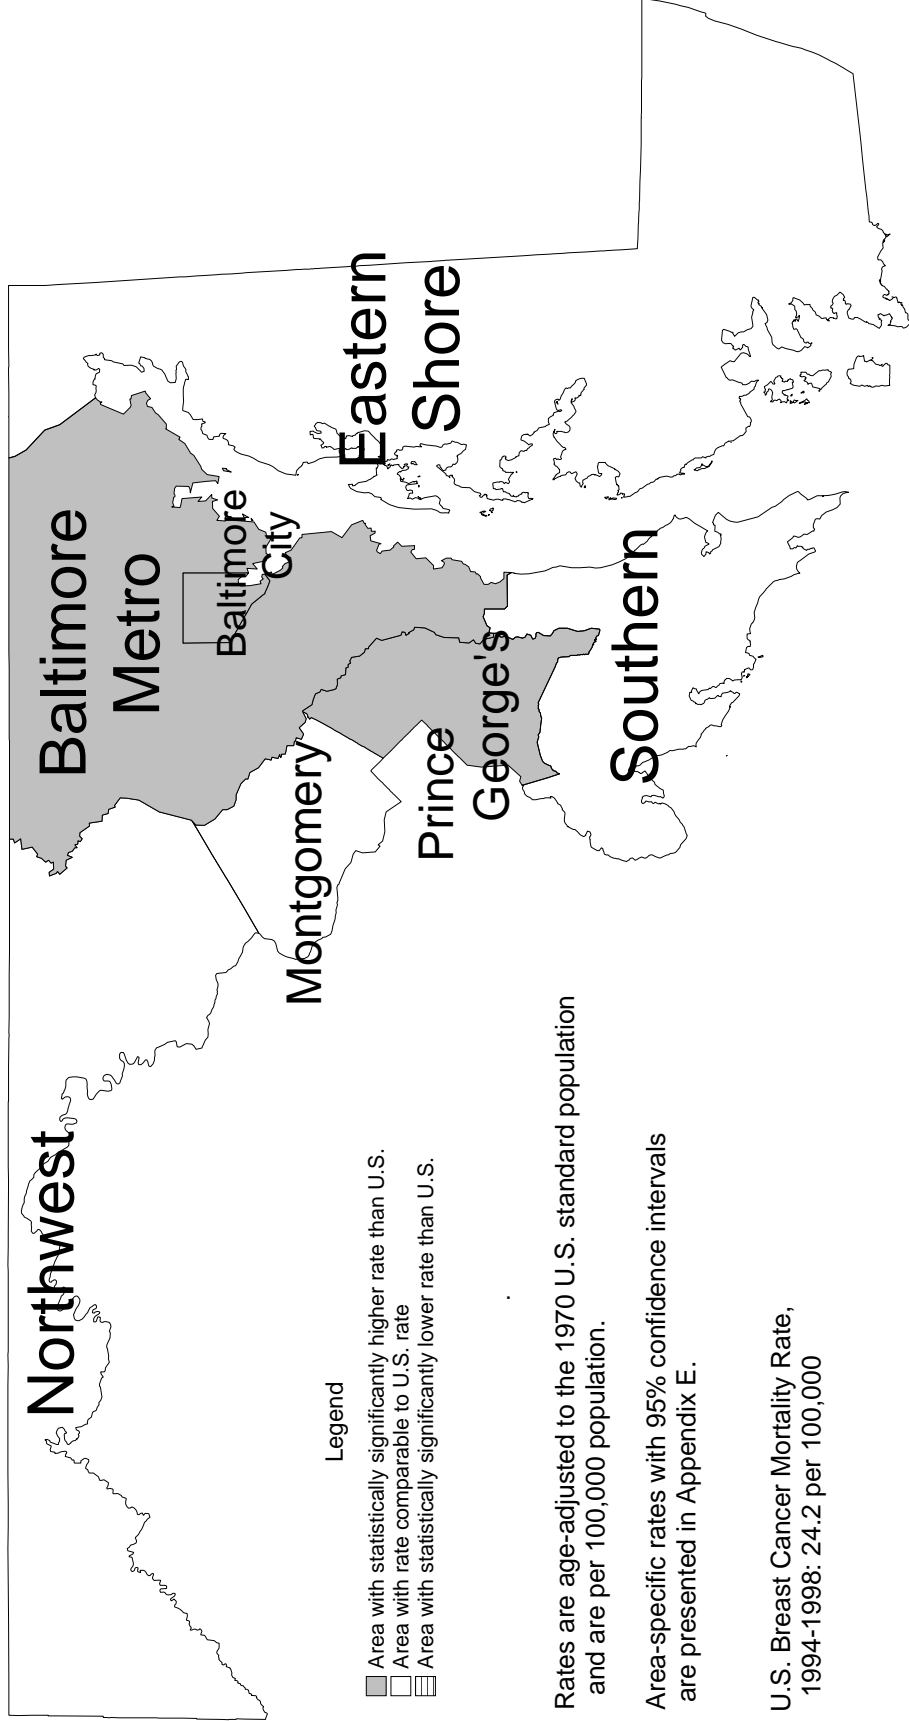 Northwest
Baltimore
Metro
Baltimore
City
Montgomery
Prince
George's
Eastern
Shore
Southern
Legend
Area with statistically significantly higher rate than U.S.
Area with rate comparable to U.S. rate
Area with statistically significantly lower rate than U.S.
Rates are age-adjusted to the 1970 U.S. standard population
and are per 100,000 population.
Area-specific rates with 95% confidence intervals
are presented in Appendix E.
U.S. Breast Cancer Mortality Rate,
1994-1998: 24.2 per 100,000